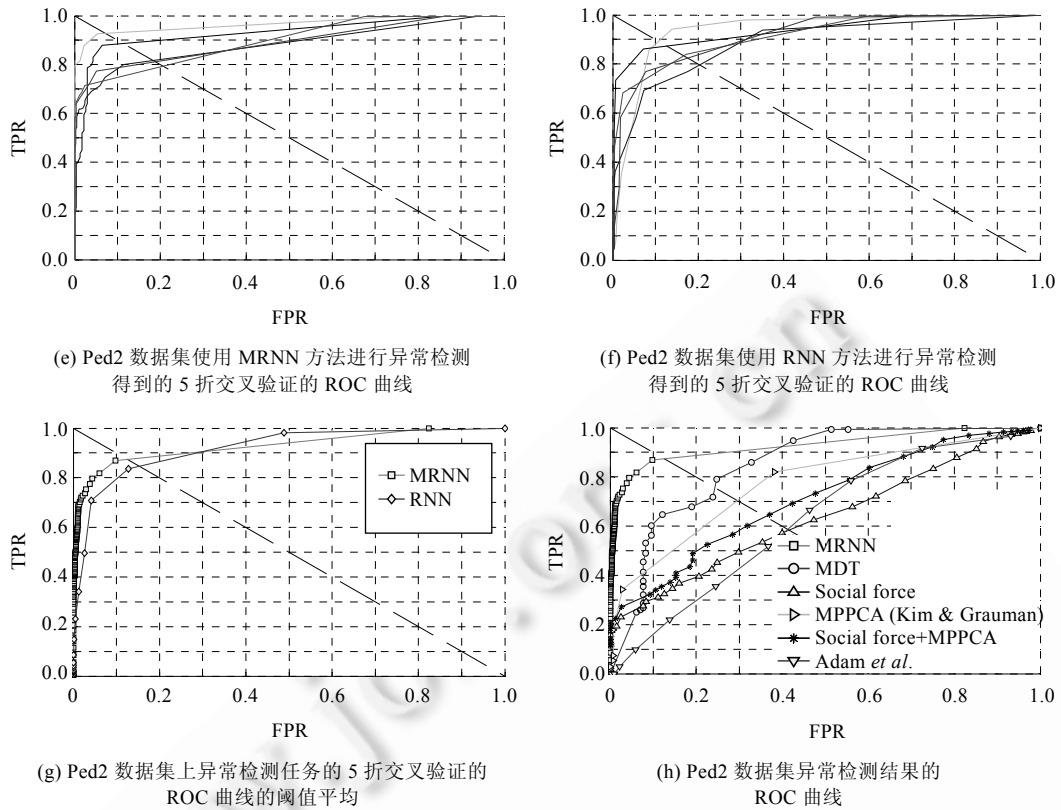 1.0
0.8
0.6
0.4
0.2
0.0
TPR
0 0.2 0.4 0.6 0.8 1.0
FPR
(e) Ped2 数据集使用 MRNN 方法进行异常检测
得到的 5 折交叉验证的 ROC 曲线
1.0
0.8
0.6
0.4
0.2
0.0
TPR
0 0.2 0.4 0.6 0.8 1.0
FPR
(f) Ped2 数据集使用 RNN 方法进行异常检测
得到的 5 折交叉验证的 ROC 曲线
1.0
0.8
0.6
0.4
0.2
0.0
TPR
MRNN
RNN
0 0.2 0.4 0.6 0.8 1.0
FPR
(g) Ped2 数据集上异常检测任务的 5 折交叉验证的
ROC 曲线的阈值平均
1.0
0.8
0.6
0.4
0.2
0.0
TPR
MRNN
MDT
Social force
MPPCA (Kim & Grauman)
Social force+MPPCA
Adam et al.
0 0.2 0.4 0.6 0.8 1.0
FPR
(h) Ped2 数据集异常检测结果的
ROC 曲线